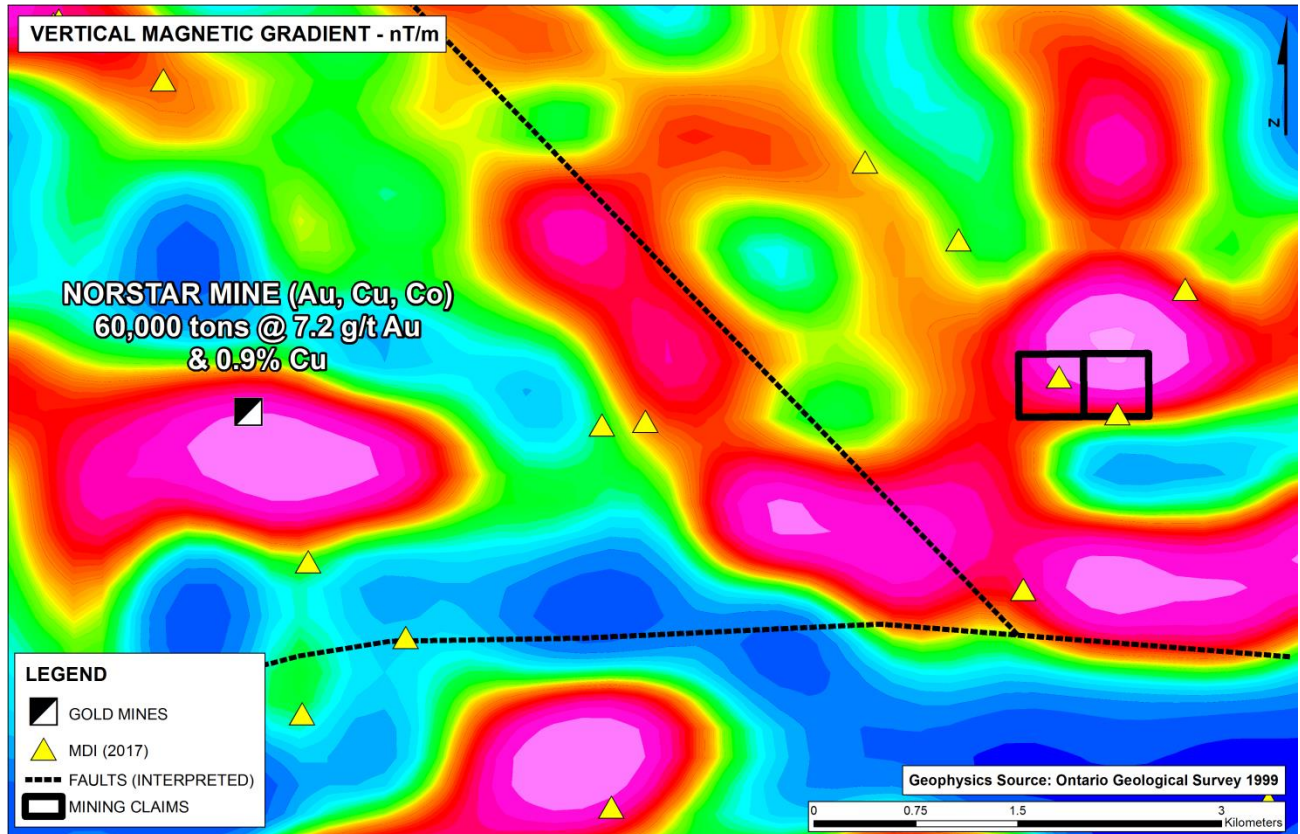 VERTICAL MAGNETIC GRADIENT - nT/m
N
NORSTAR MINE (Au, Cu, Co)
60,000 tons @ 7.2 g/t Au
& 0.9% Cu
LEGEND
GOLD MINES
MDI (2017)
FAULTS (INTERPRETED)
MINING CLAIMS
Geophysics Source: Ontario Geological Survey 1999
0 0.75 1.5 3
Kilometers